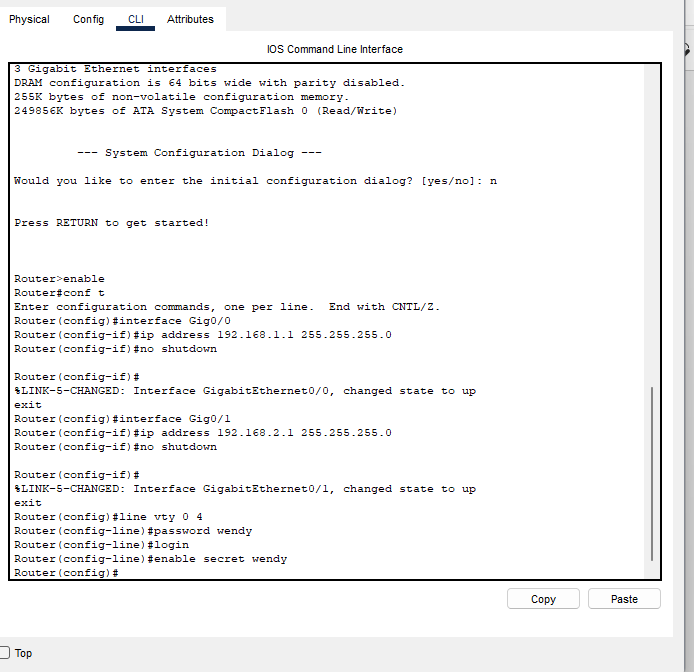 Physical Config CLI Attributes
IOS Command Line Interface
3 Gigabit Ethernet interfaces
DRAM configuration is 64 bits wide with parity disabled.
255K bytes of non-volatile configuration memory.
249856K bytes of ATA System CompactFlash 0 (Read/Write)
--- System Configuration Dialog ---
Would you like to enter the initial configuration dialog? [yes/no]: n
Press RETURN to get started!
Router>enable
Router#conf t
Enter configuration commands, one per line.  End with CNTL/Z.
Router(config)#interface Gig0/0
Router(config-if)#ip address 192.168.1.1 255.255.255.0
Router(config-if)#no shutdown
Router(config-if)#
%LINK-5-CHANGED: Interface GigabitEthernet0/0, changed state to up
exit
Router(config)#interface Gig0/1
Router(config-if)#ip address 192.168.2.1 255.255.255.0
Router(config-if)#no shutdown
Router(config-if)#
%LINK-5-CHANGED: Interface GigabitEthernet0/1, changed state to up
exit
Router(config)#line vty 0 4
Router(config-line)#password wendy
Router(config-line)#login
Router(config-line)#enable secret wendy
Router(config)#
Copy Paste
Top